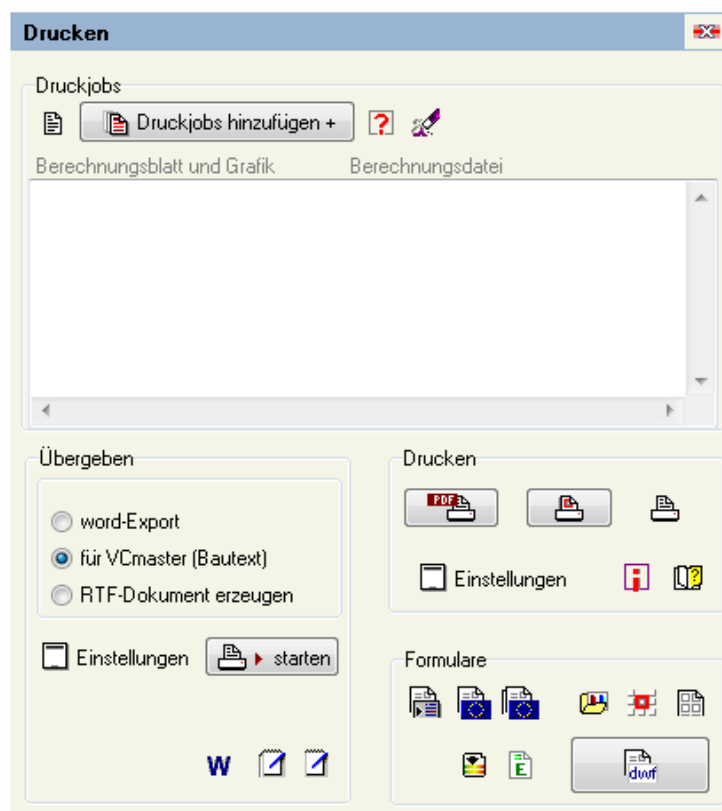 Drucken
Druckjobs
Druckjobs hinzufügen +
Berechnungsblatt und Grafik Berechnungsdatei
Übergeben
word-Export
für VCmaster (Bautext)
RTF-Dokument erzeugen
Einstellungen
starten
W
Drucken
PDF
Einstellungen
Formulare
E
dwf